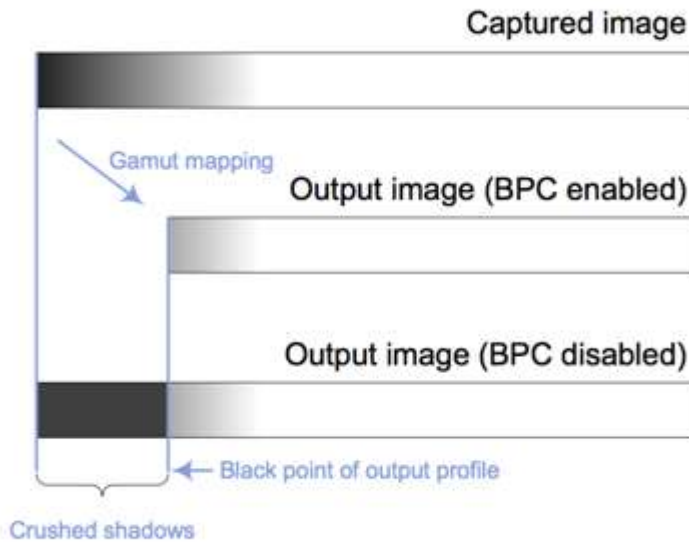 Captured image
Gamut mapping
Output image (BPC enabled)
Output image (BPC disabled)
Black point of output profile
Crushed shadows